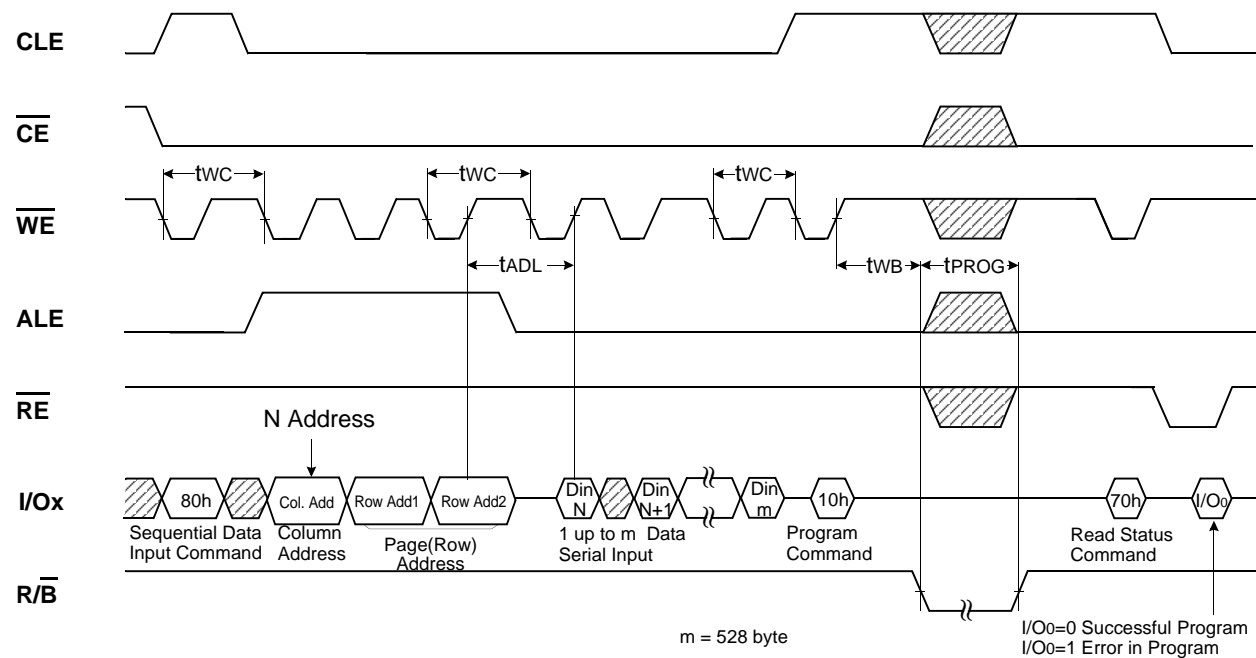 CLE
CE
tWC
tWC
tWC
WE
tADL
tWB
tPROG
ALE
RE
N Address
I/Ox
80h
Col. Add
Row Add1
Row Add2
Din
N
Din
N+1
Din
m
10h
70h
I/O0
Sequential Data
Input Command
Column
Address
Page(Row)
Address
1 up to m Data
Serial Input
Program
Command
Read Status
Command
R/B
m = 528 byte
I/O0=0 Successful Program
I/O0=1 Error in Program